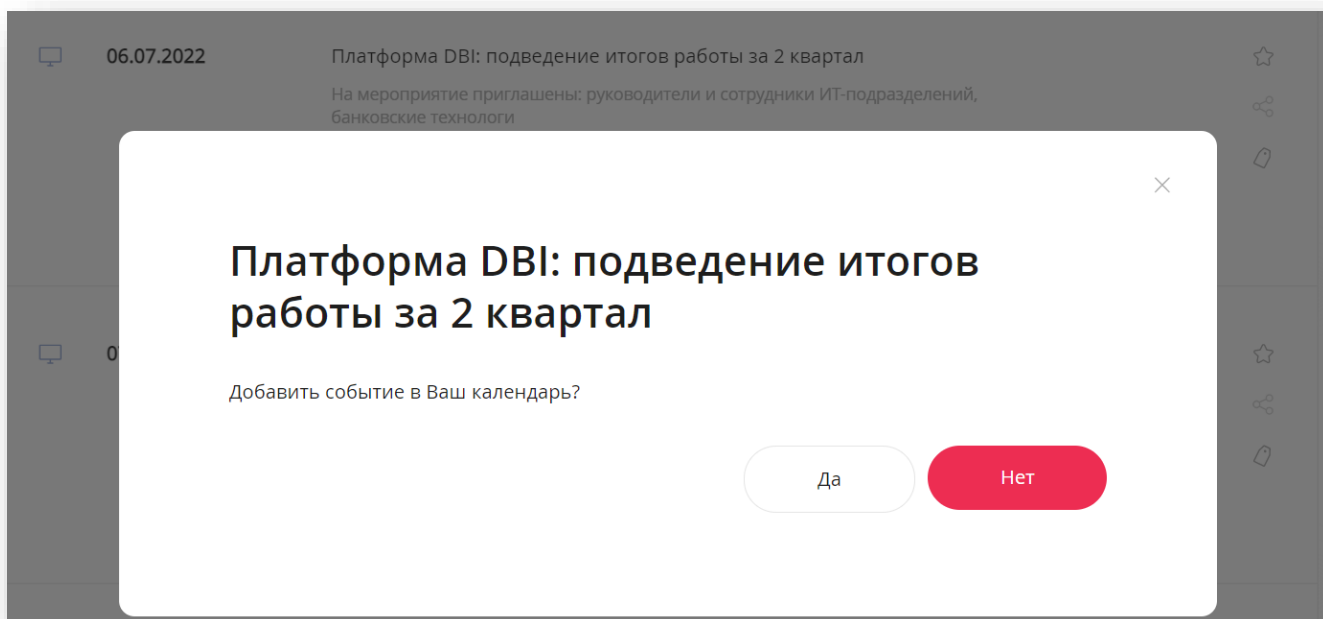 06.07.2022
Платформа DBI: подведение итогов работы за 2 квартал
На мероприятие приглашены: руководители и сотрудники ИТ-подразделений,
банковские технологи
Платформа DBI: подведение итогов
работы за 2 квартал
0
Добавить событие в Ваш календарь?
Да
Нет